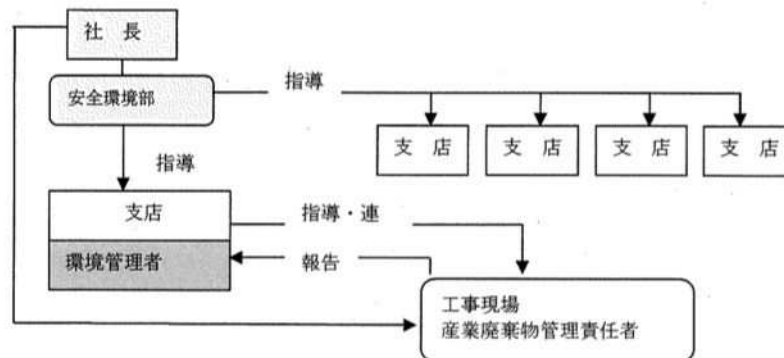 社 長
安全環境部
指導
支 店
支 店
支 店
支 店
指導
支店
指導・連
環境管理者
報告
工事現場
産業廃棄物管理責任者